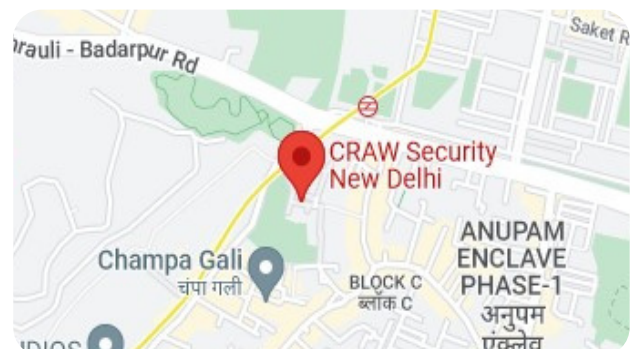 Saket R
rauli - Badarpur Rd
CRAW Security
New Delhi
ANUPAM
ENCLAVE
PHASE-1
अनुपम
एंक्लेव
Champa Gali
चंपा गली
BLOCK C
ब्लॉक C